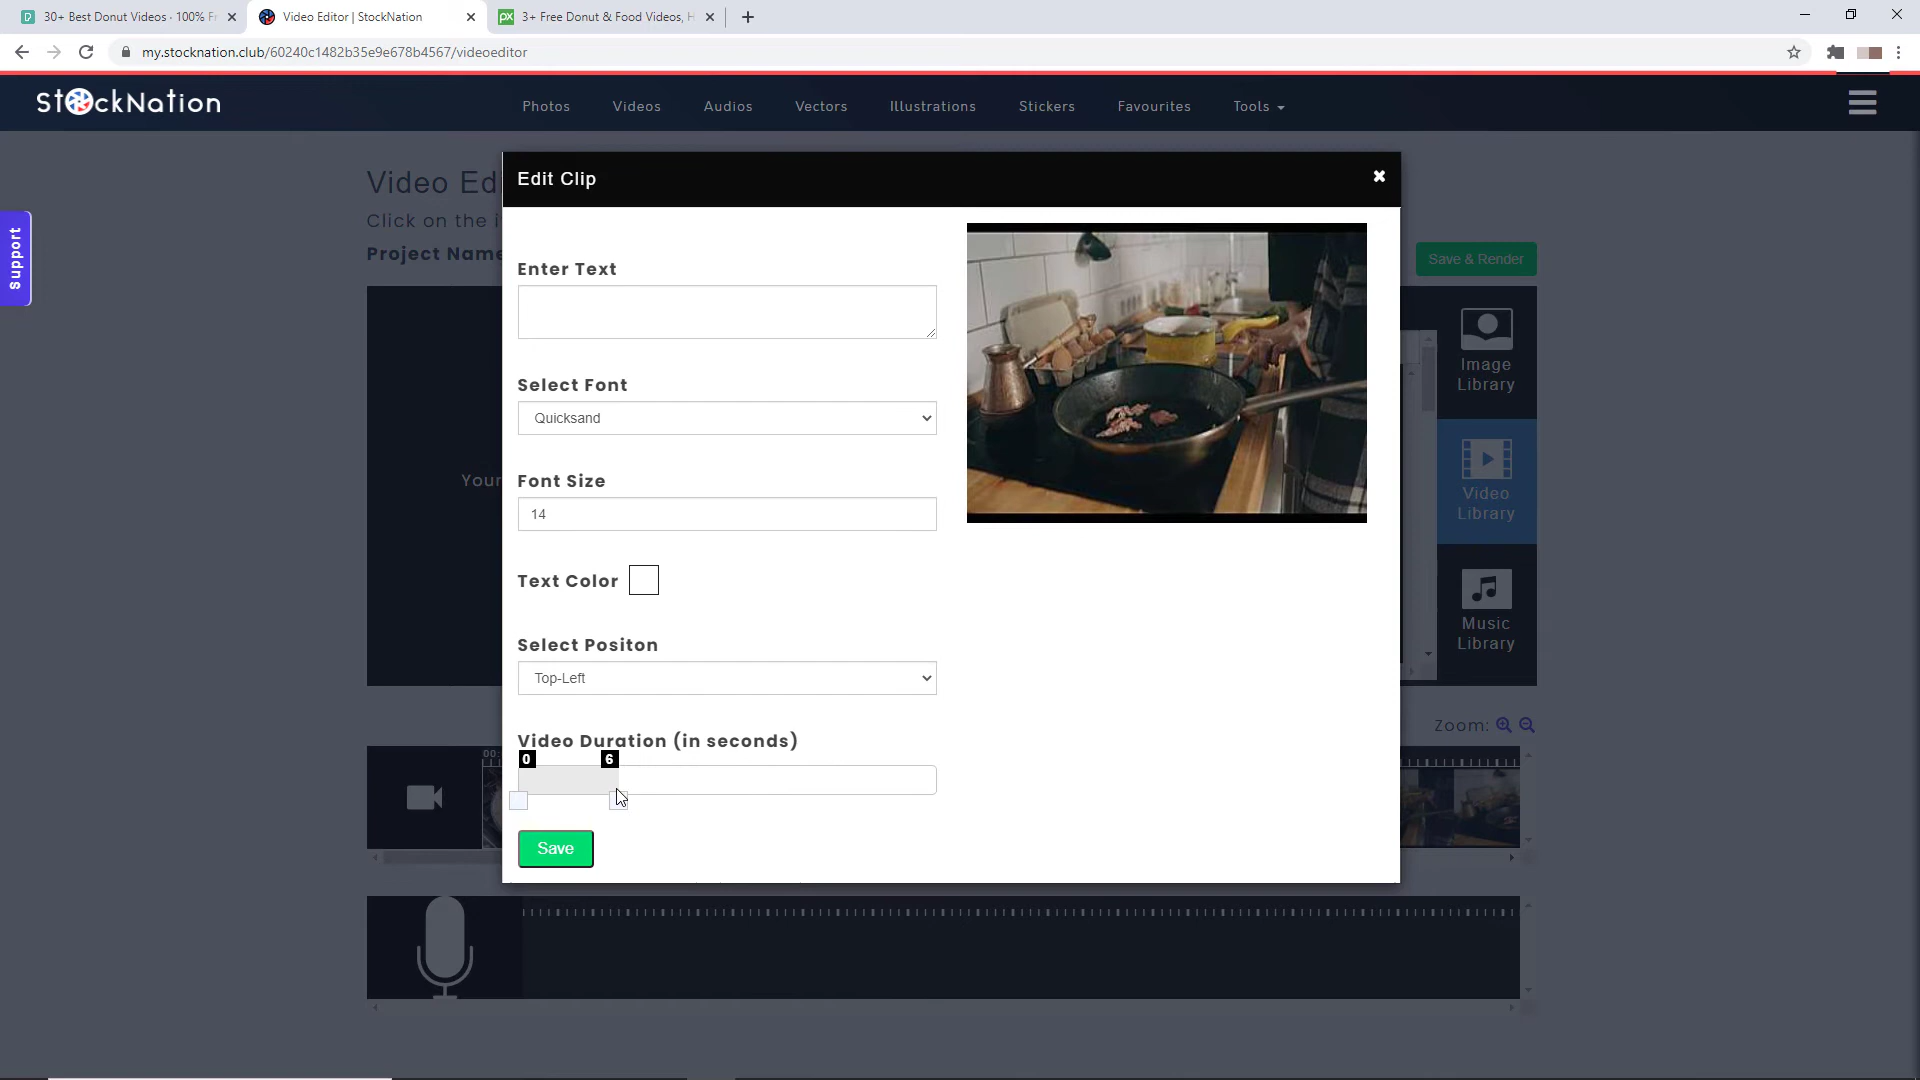 30+ Best Donut Videos · 100% Fr
Video Editor | StockNation
3+ Free Donut & Food Videos, H
my.stocknation.club/60240c1482b35e9e678b4567/videoeditor
StockNation
Photos
Videos
Audios
Vectors
Illustrations
Stickers
Favourites
Tools
Video Ed
Click on the i
Project Name
Support
Save & Render
Edit Clip
Enter Text
Select Font
Quicksand
Font Size
14
Text Color
Select Positon
Top-Left
Video Duration (in seconds)
0
6
Save
Your
Image
Library
Video
Library
Music
Library
Zoom:
00: